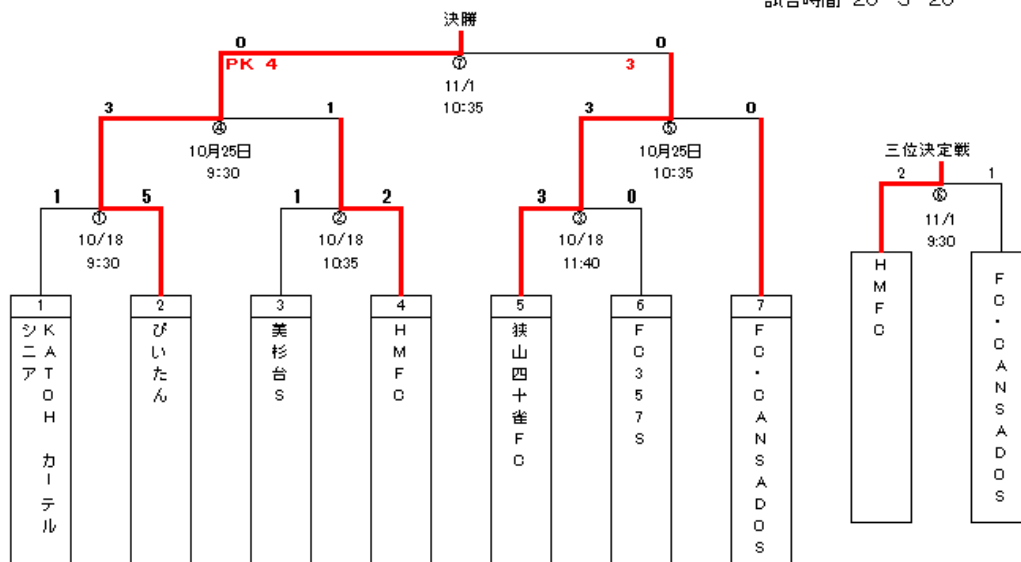 試合時間 20-5-20
決勝
0 0
PK 4 3
⑦
11/1
10:35
3 1 3 0
④ ⑤
10月25日 10月25日
9:30 10:35
三位決定戦
2 1
⑥
11/1
9:30
1 5 1 2 3 0
① ② ③
10/18 10/18 10/18
9:30 10:35 11:40
HMFC
FC・CANSADOS
1 2 3 4 5 6 7
KATOH カーテル
シニア
ぴいたん
美杉台S
HMFC
狭山四十雀FC
FC357S
FC・CANSADOS